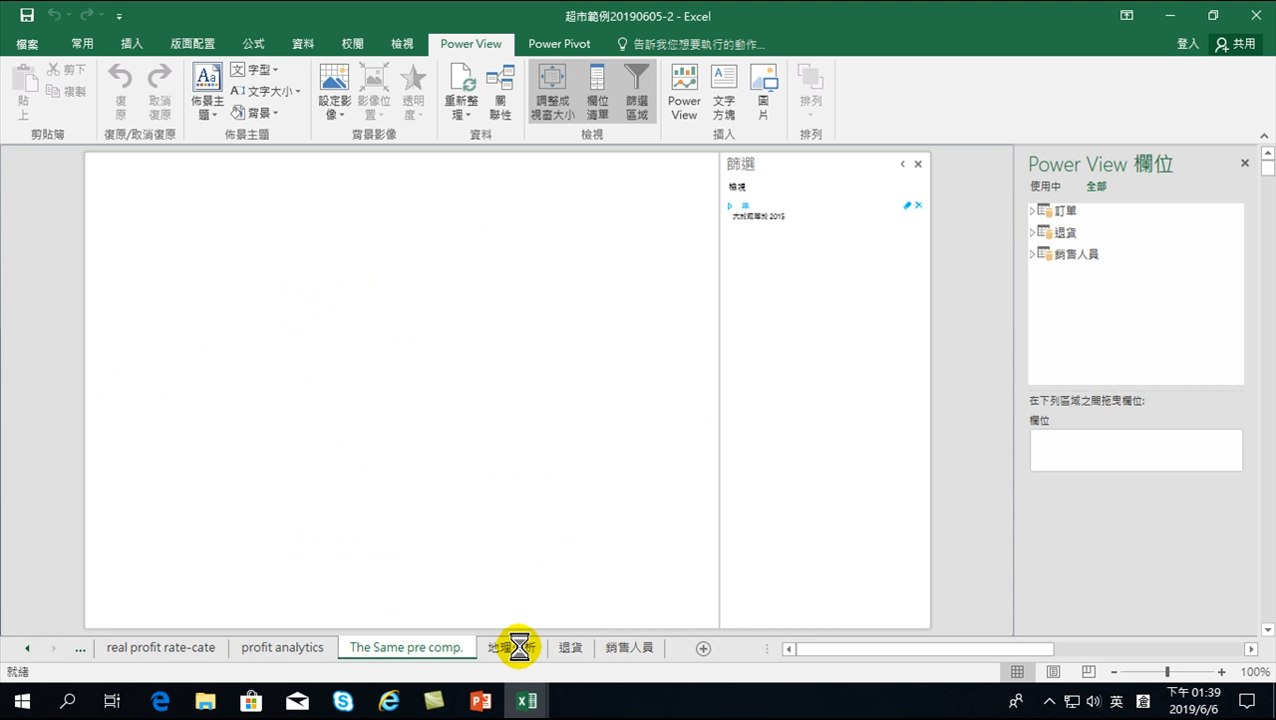 超市範例20190605-2 - Excel
檔案 常用 插入 版面配置 公式 資料 校閱 檢視 Power View Power Pivot 告訴我您想要執行的動作... 登入 共用
貼上 剪下 複製 復原 取消復原 佈景主題 字型 文字大小 背景 設定影像 影像位置 透明度 重新整理 關聯性 調整成視窗大小 欄位清單 篩選區域 Power View 文字方塊 圖片 排列
剪貼簿 復原/取消復原 佈景主題 背景影像 資料 檢視 插入 排列
篩選
檢視
大於或等於 2015
Power View 欄位
使用中 全部
訂單
退貨
銷售人員
在下列區域之間拖曳欄位:
欄位
... real profit rate-cate profit analytics The Same pre comp. 退貨 銷售人員
就緒 100%
英 下午 01:39
2019/6/6